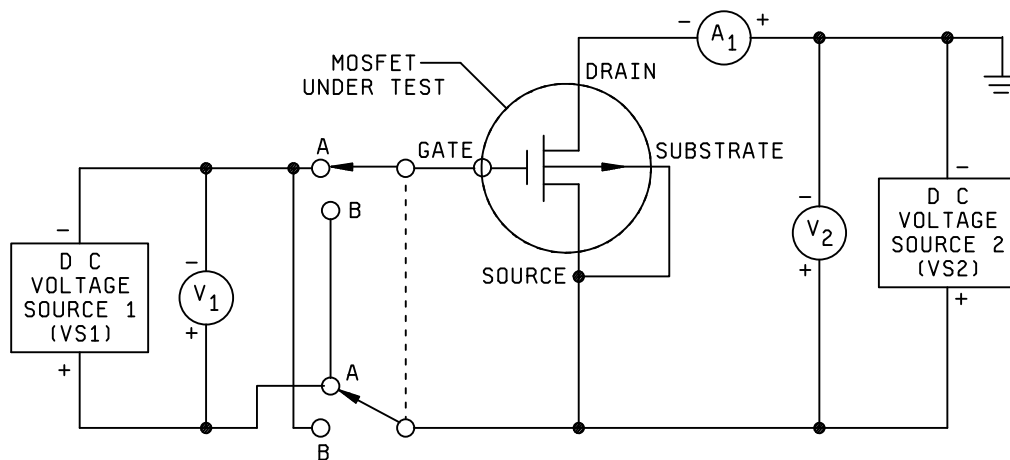 - A1 +
MOSFET
UNDER TEST
DRAIN
A
GATE
SUBSTRATE
B
-
D C
VOLTAGE
SOURCE 1
(VS1)
+
-
V1
+
SOURCE
-
V2
+
-
D C
VOLTAGE
SOURCE 2
(VS2)
+
A
B